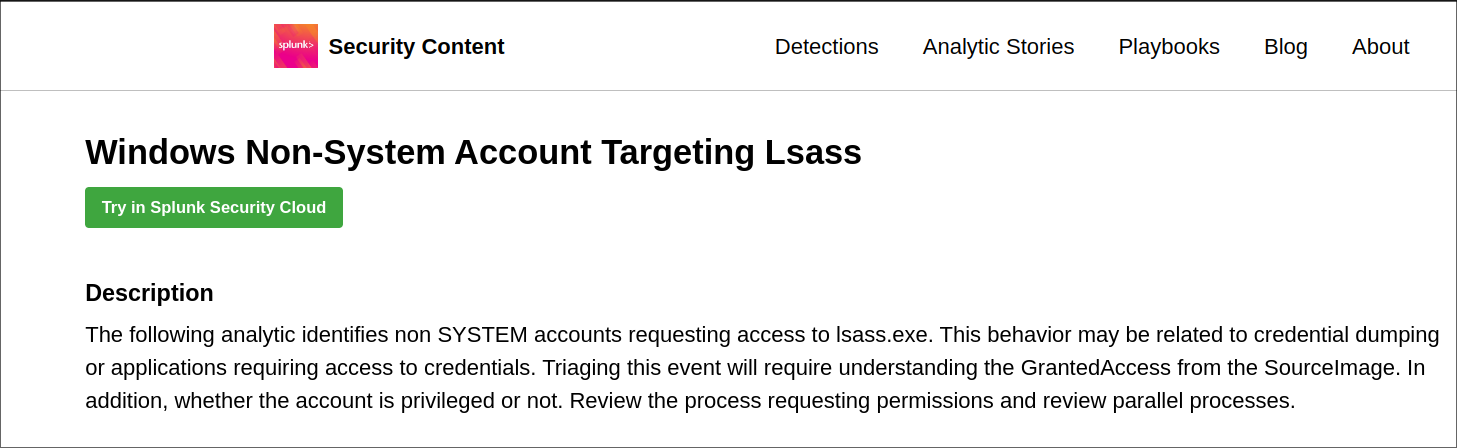 splunk> Security Content Detections Analytic Stories Playbooks Blog About
Windows Non-System Account Targeting Lsass
Try in Splunk Security Cloud
Description
The following analytic identifies non SYSTEM accounts requesting access to lsass.exe. This behavior may be related to credential dumping
or applications requiring access to credentials. Triaging this event will require understanding the GrantedAccess from the SourceImage. In
addition, whether the account is privileged or not. Review the process requesting permissions and review parallel processes.